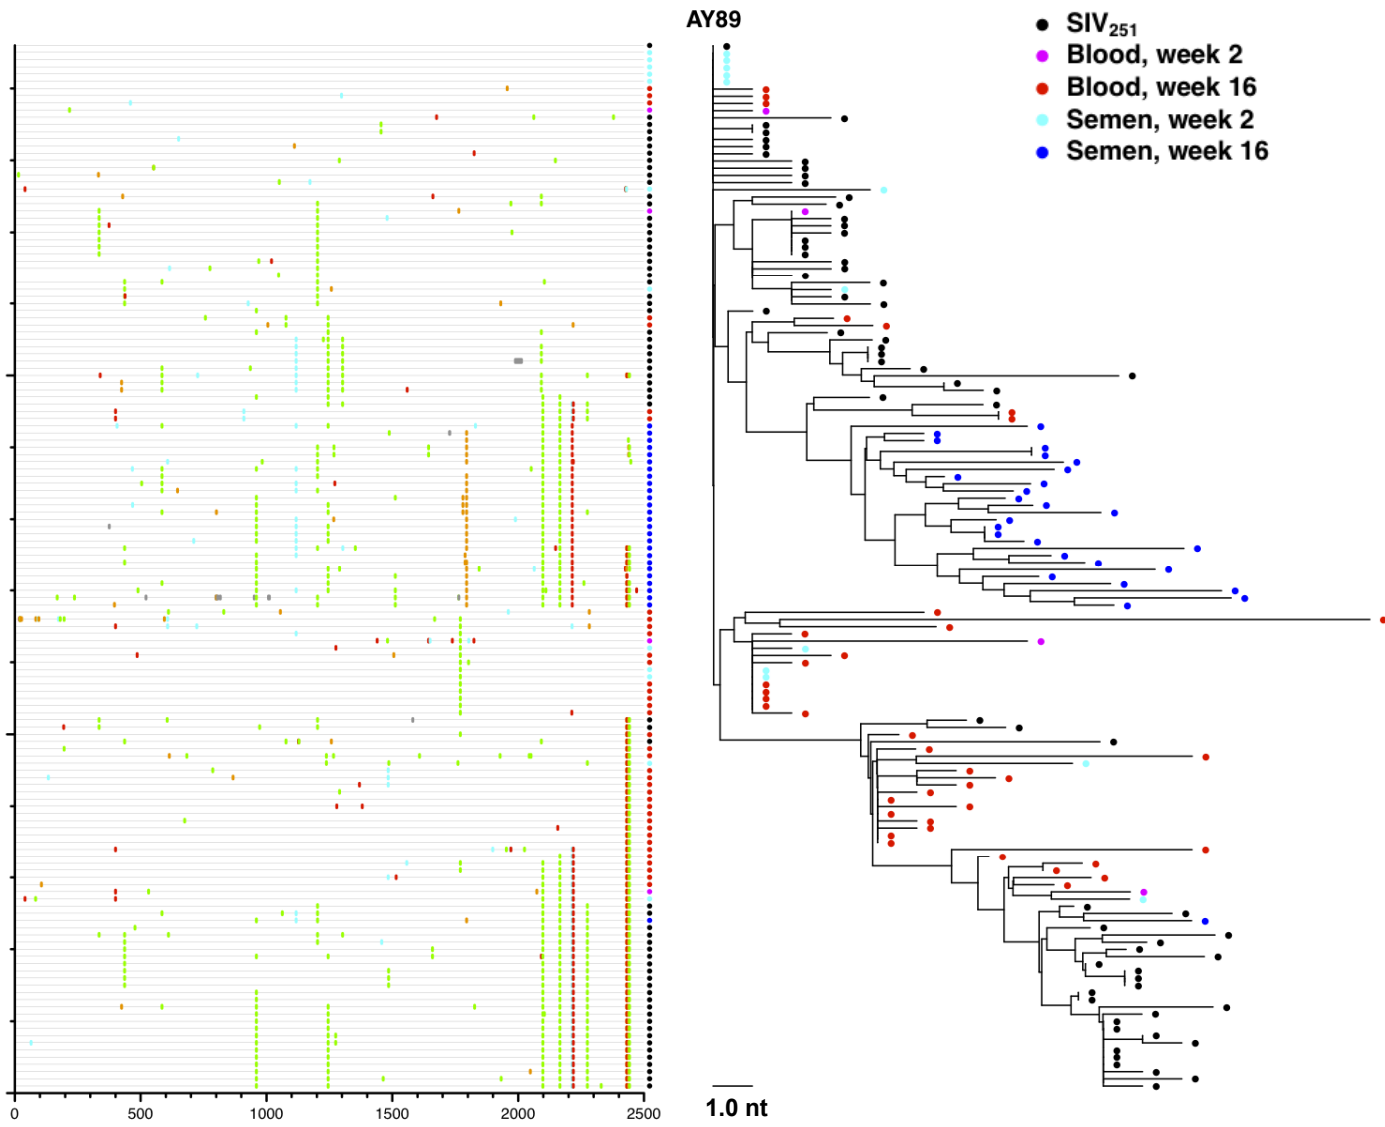 AY89
SIV251
Blood, week 2
Blood, week 16
Semen, week 2
Semen, week 16
0 500 1000 1500 2000 2500
1.0 nt